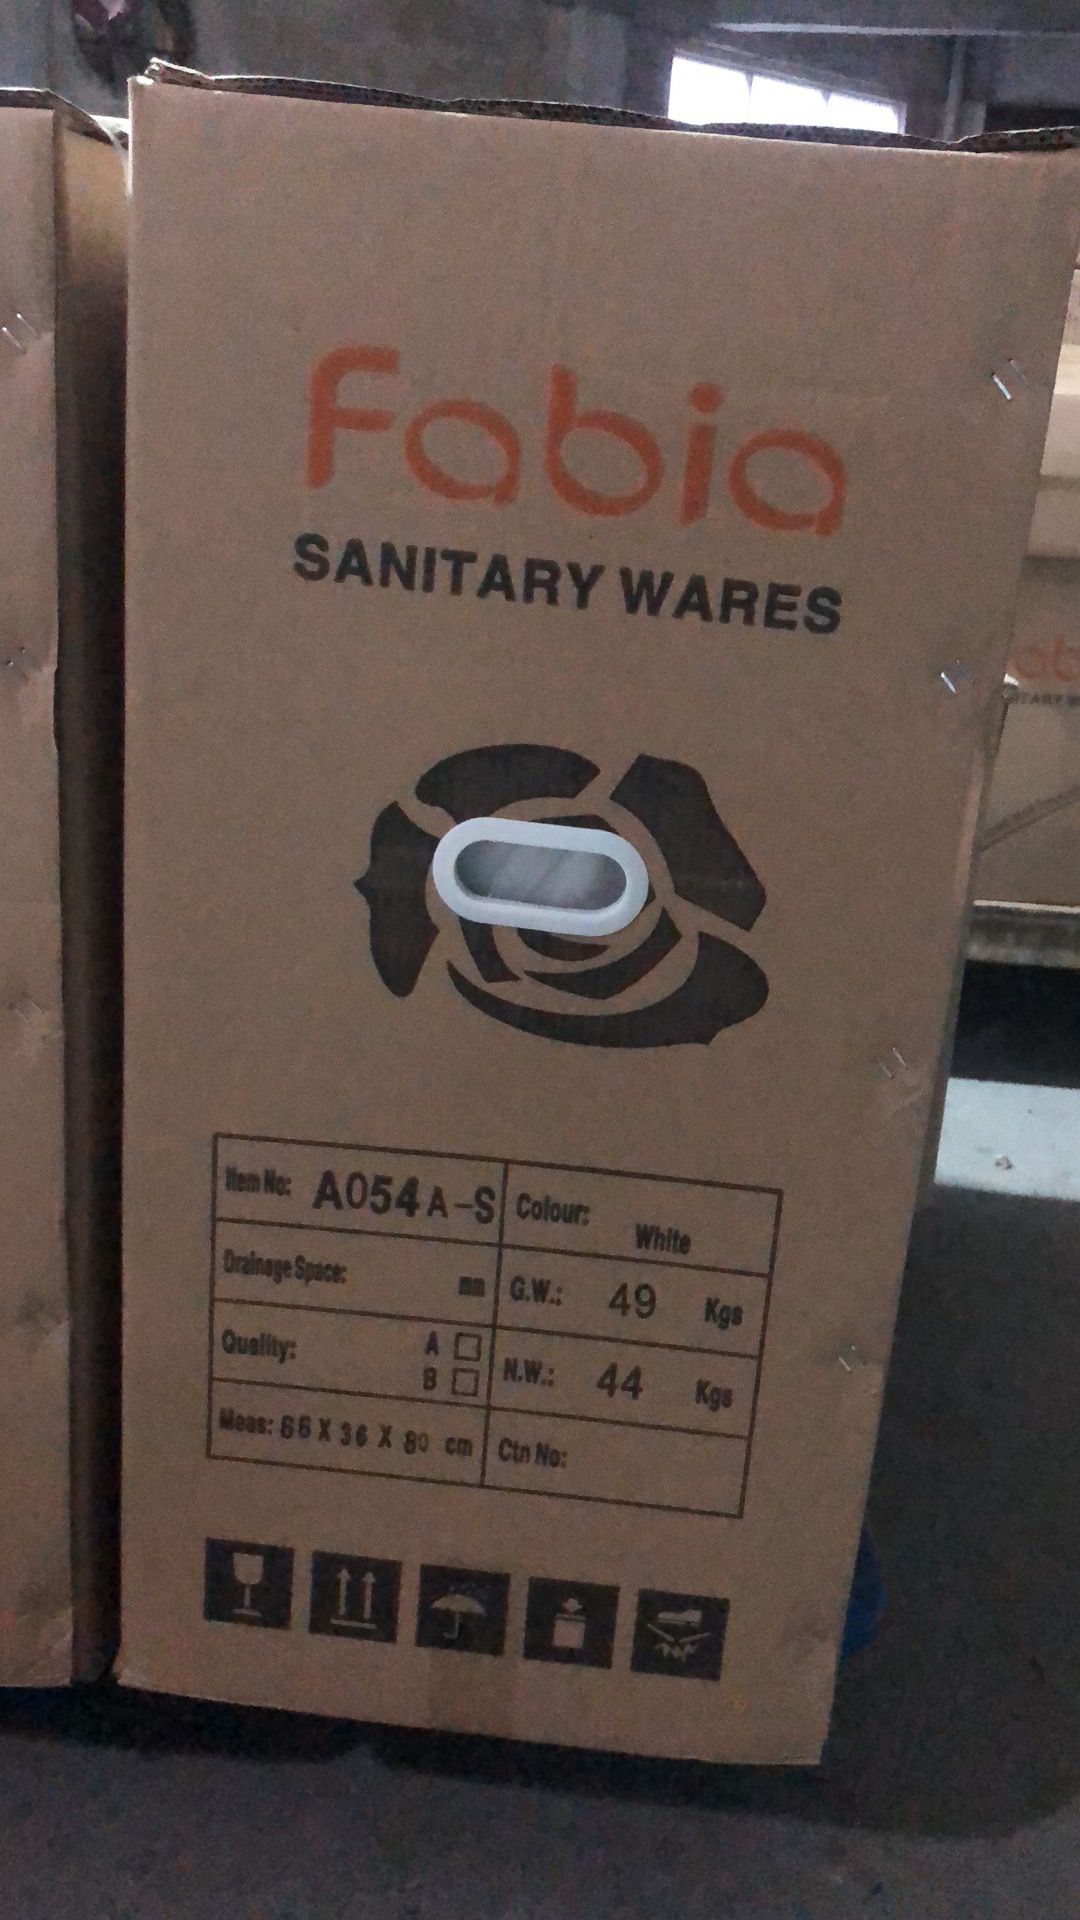 Fabia
SANITARY WARES
Item No: A054 A-S
Colour: White
Drainage Space: mm
G.W.: 49 Kgs
Quality: A
B
N.W.: 44 Kgs
Meas: 66 X 36 X 80 cm
Ctn No: